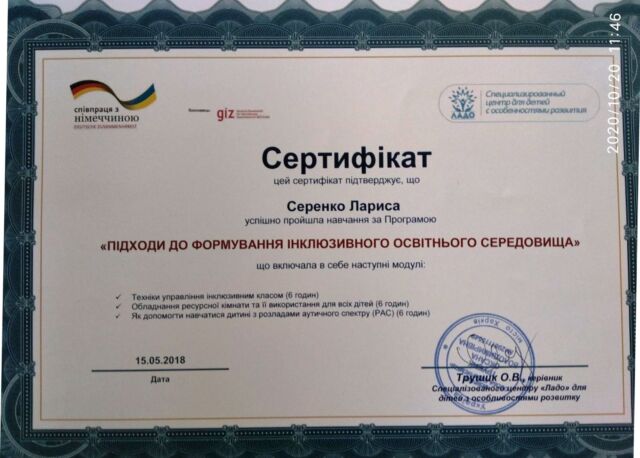 співпраця з
німеччиною
DEUTSCHE ZUSAMMENARBEIT
giz
ЛАДО
Специализированный
центр для детей
с особенностями развития
2020/10/20 11:46
Сертифікат
цей сертифікат підтверджує, що
Серенко Лариса
успішно пройшла навчання за Програмою
«ПІДХОДИ ДО ФОРМУВАННЯ ІНКЛЮЗИВНОГО ОСВІТНЬОГО СЕРЕДОВИЩА»
що включала в себе наступні модулі:
✓ Техніки управління інклюзивним класом (6 годин)
✓ Обладнання ресурсної кімнати та її використання для всіх дітей (6 годин)
✓ Як допомогти навчатися дитині з розладами аутичного спектру (РАС) (6 годин)
15.05.2018
Дата
місто Харків
Україна
Трушик О.В., керівник
Спеціалізованого центру «Ладо» для
дітей з особливостями розвитку